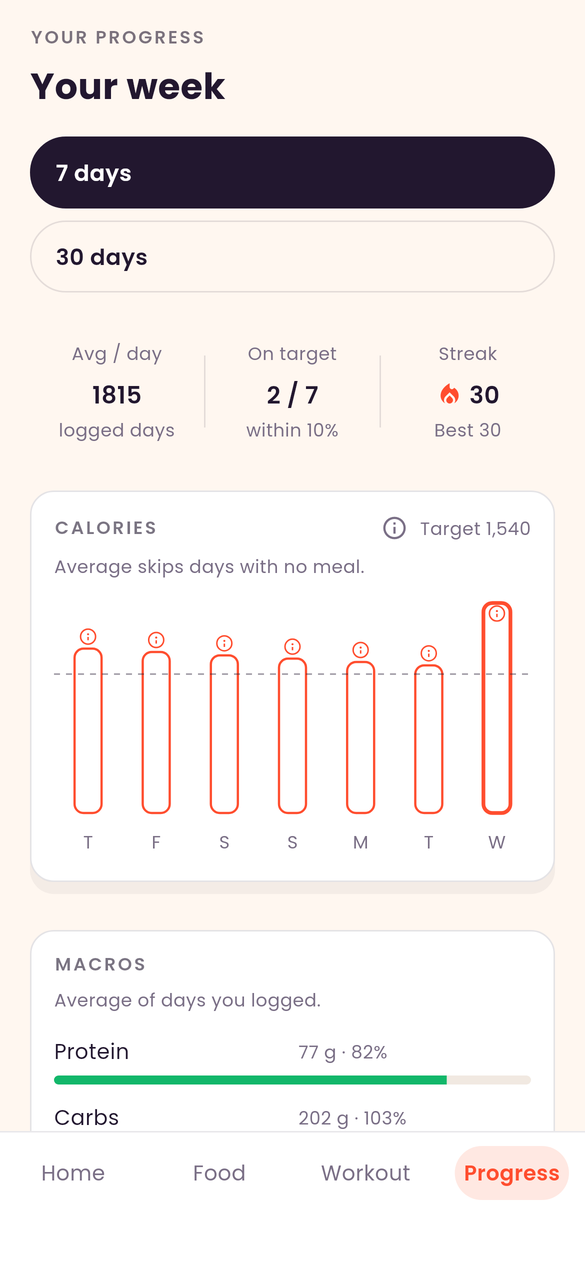 YOUR PROGRESS
Your week
7 days
30 days
Avg / day
1815
logged days
On target
2 / 7
within 10%
Streak
30
Best 30
CALORIES
Target 1,540
Average skips days with no meal.
T F S S M T W
MACROS
Average of days you logged.
Protein 77 g · 82%
Carbs 202 g · 103%
Home Food Workout Progress